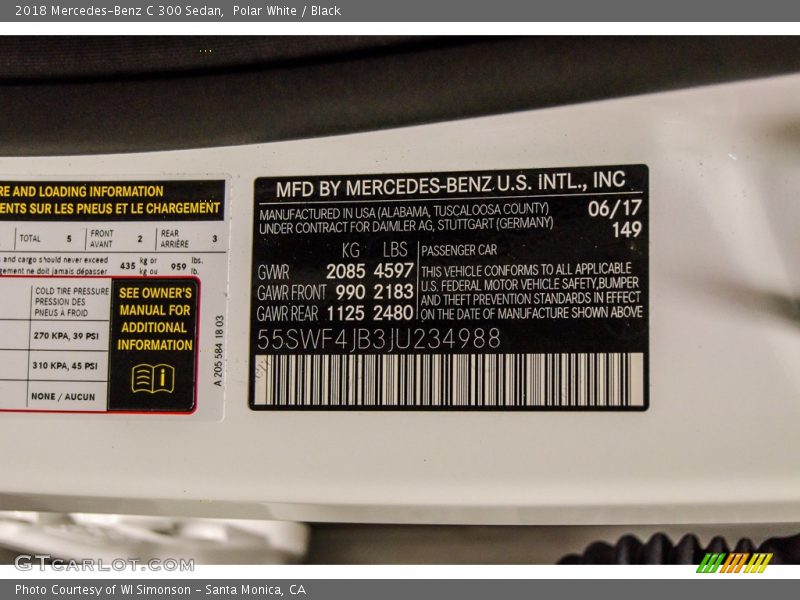 2018 Mercedes-Benz C 300 Sedan, Polar White / Black
RE AND LOADING INFORMATION
ENTS SUR LES PNEUS ET LE CHARGEMENT
TOTAL 5 FRONT AVANT 2 REAR ARRIÈRE 3
and cargo should never exceed 435 kg or 959 lbs.
gement ne doit jamais dépasser kg ou lb.
COLD TIRE PRESSURE
PRESSION DES
PNEUS À FROID
270 KPA, 39 PSI
310 KPA, 45 PSI
NONE / AUCUN
SEE OWNER'S
MANUAL FOR
ADDITIONAL
INFORMATION
A 205 584 18 03
MFD BY MERCEDES-BENZ U.S. INTL., INC
MANUFACTURED IN USA (ALABAMA, TUSCALOOSA COUNTY) 06/17
UNDER CONTRACT FOR DAIMLER AG, STUTTGART (GERMANY) 149
KG LBS
GWR 2085 4597
GAWR FRONT 990 2183
GAWR REAR 1125 2480
PASSENGER CAR
THIS VEHICLE CONFORMS TO ALL APPLICABLE
U.S. FEDERAL MOTOR VEHICLE SAFETY,BUMPER
AND THEFT PREVENTION STANDARDS IN EFFECT
ON THE DATE OF MANUFACTURE SHOWN ABOVE
55SWF4JB3JU234988
GTCARLOT.COM
Photo Courtesy of WI Simonson - Santa Monica, CA